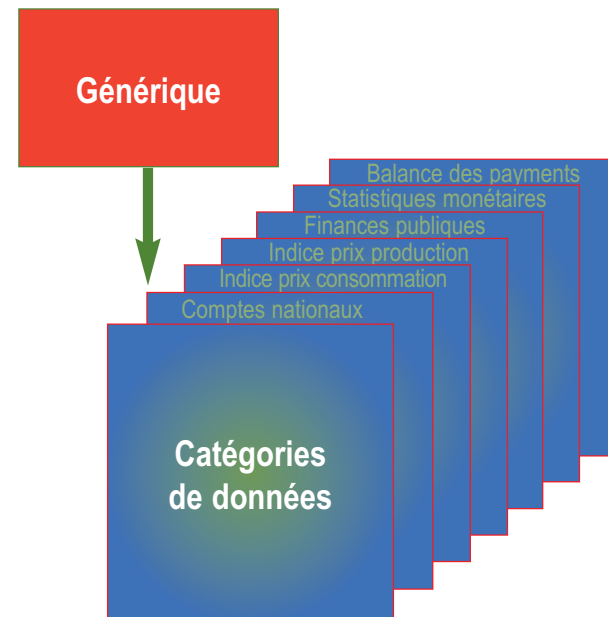 Générique
Balance des payments
Statistiques monétaires
Finances publiques
Indice prix production
Indice prix consommation
Comptes nationaux
Catégories
de données